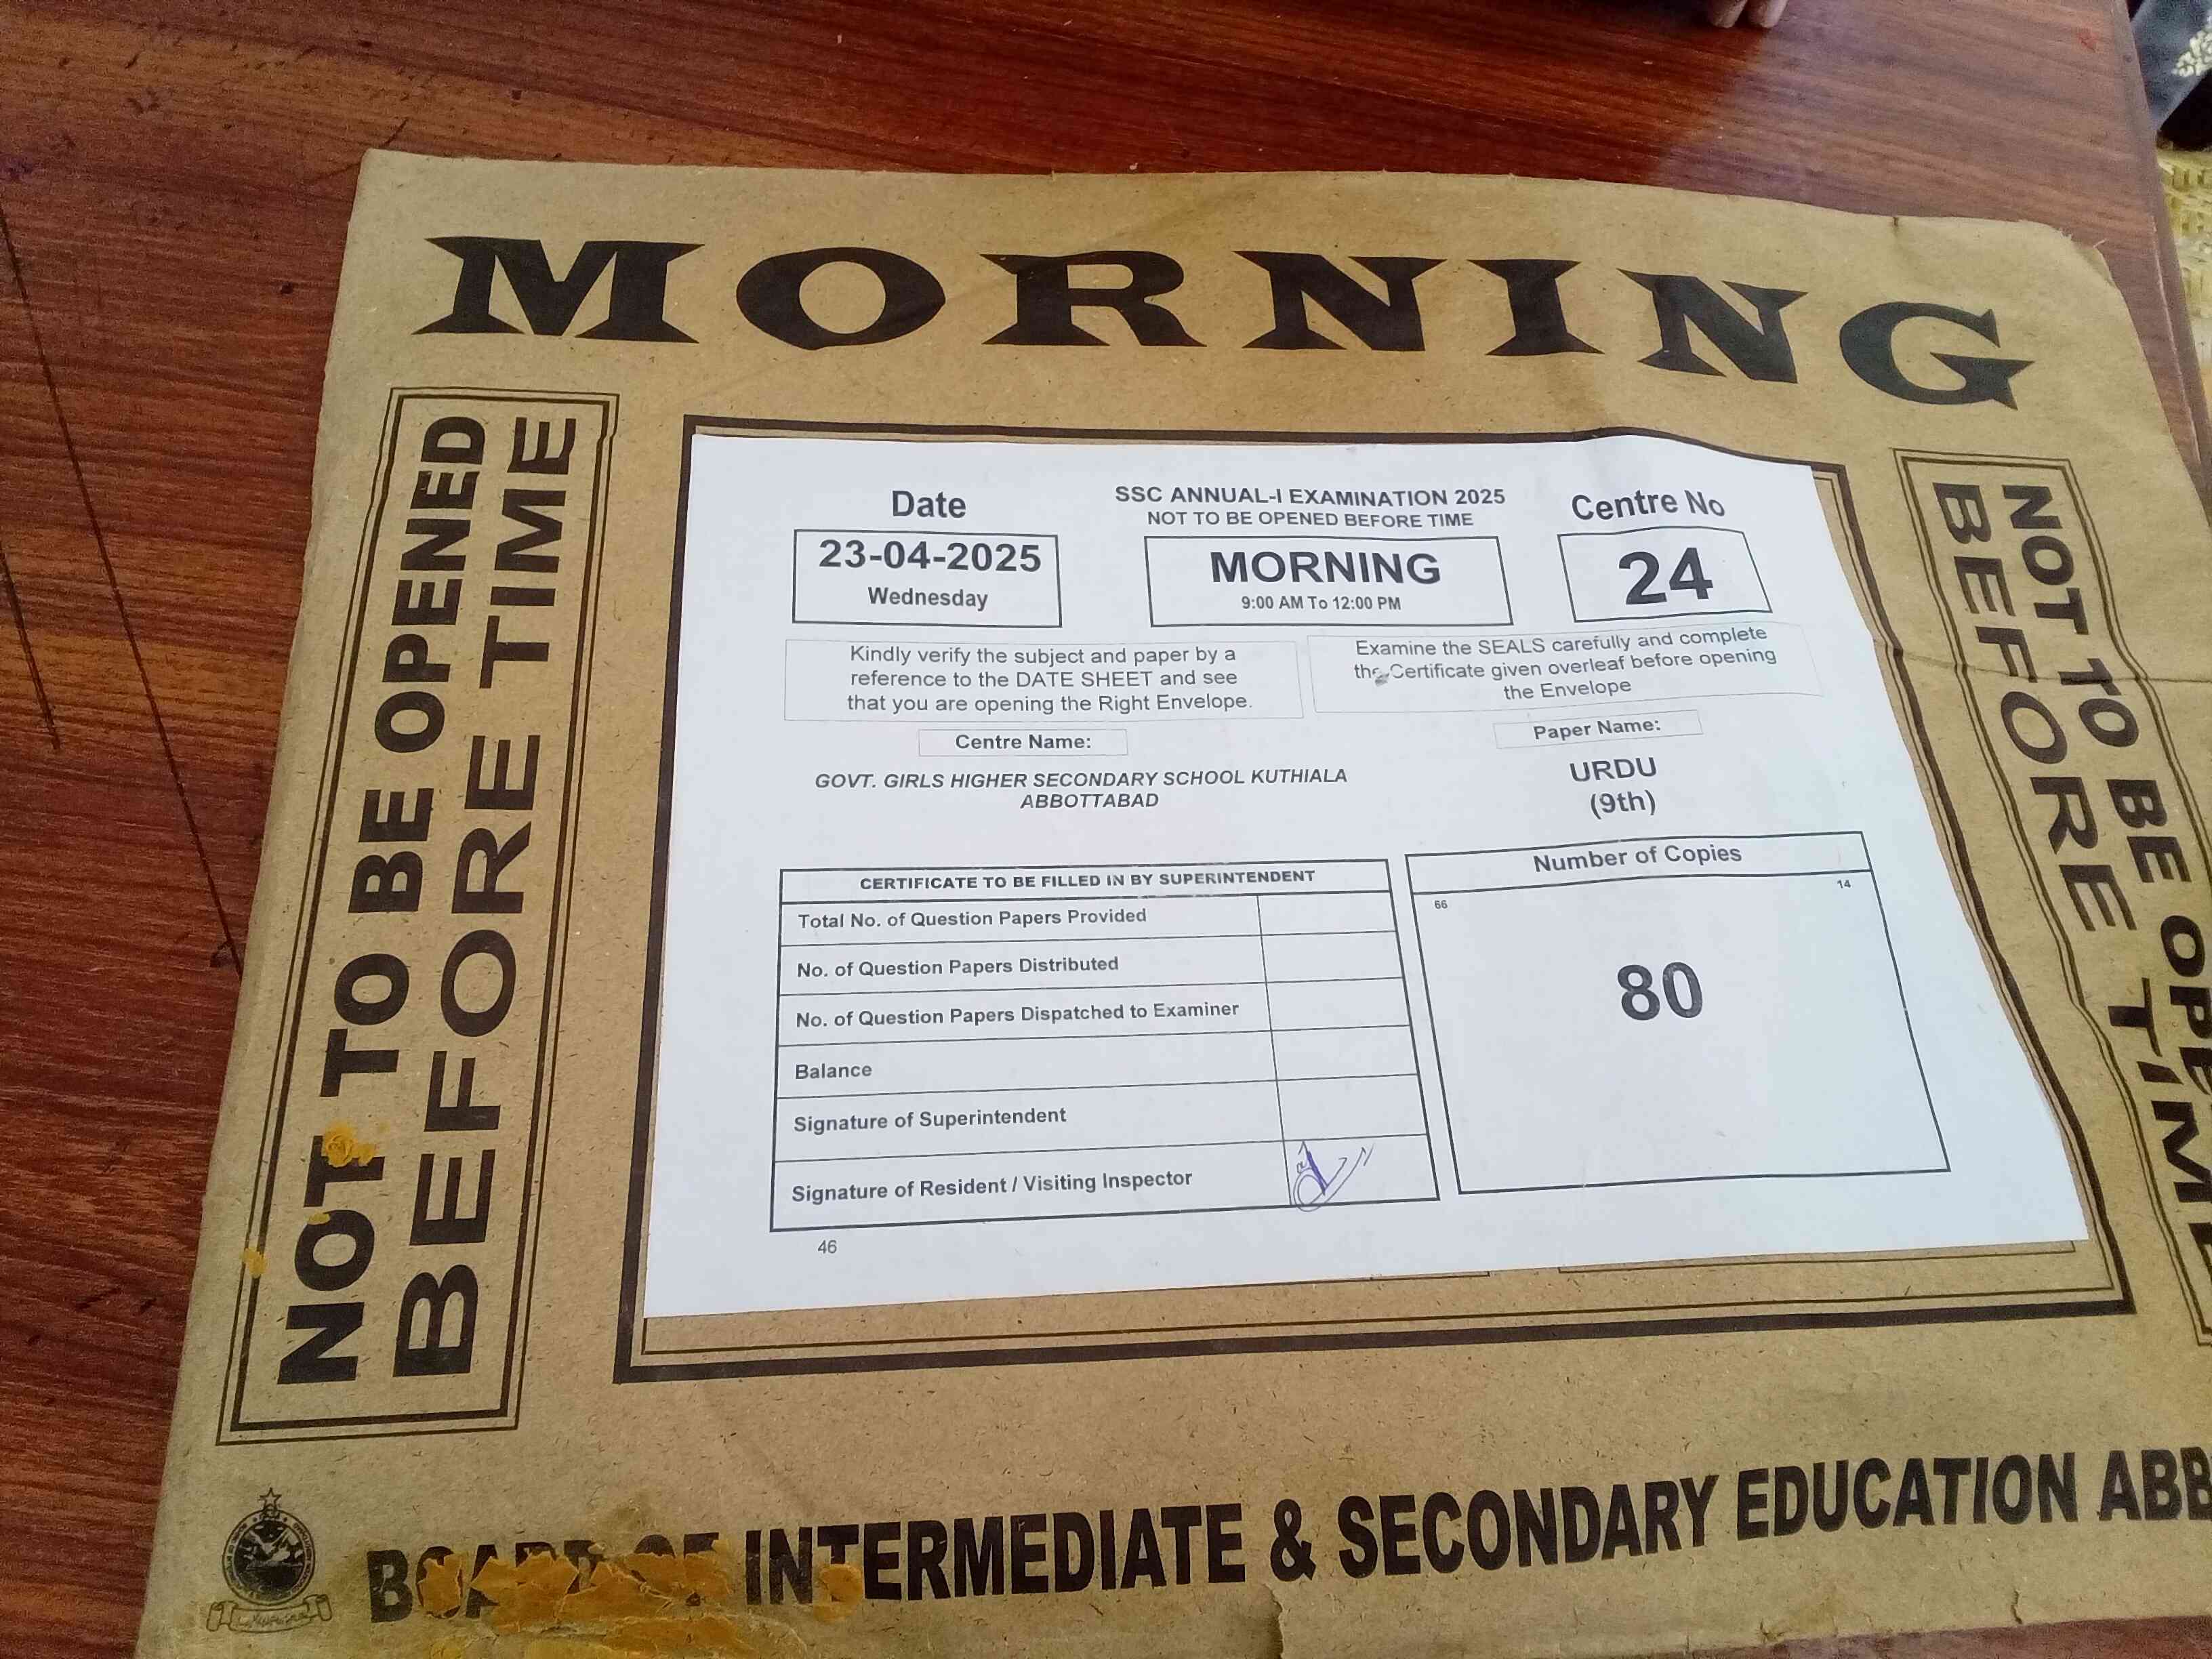 MORNING
NOT TO BE OPENED
BEFORE TIME
Date
23-04-2025
Wednesday
SSC ANNUAL-I EXAMINATION 2025
NOT TO BE OPENED BEFORE TIME
MORNING
9:00 AM To 12:00 PM
Centre No
24
Kindly verify the subject and paper by a
reference to the DATE SHEET and see
that you are opening the Right Envelope.
Examine the SEALS carefully and complete
the Certificate given overleaf before opening
the Envelope
Centre Name:
GOVT. GIRLS HIGHER SECONDARY SCHOOL KUTHIALA
ABBOTTABAD
Paper Name:
URDU
(9th)
CERTIFICATE TO BE FILLED IN BY SUPERINTENDENT
Total No. of Question Papers Provided
No. of Question Papers Distributed
No. of Question Papers Dispatched to Examiner
Balance
Signature of Superintendent
Signature of Resident / Visiting Inspector
46
Number of Copies
66
14
80
NOT TO BE OPE
BEFORE TIME
BOARD OF INTERMEDIATE & SECONDARY EDUCATION ABB